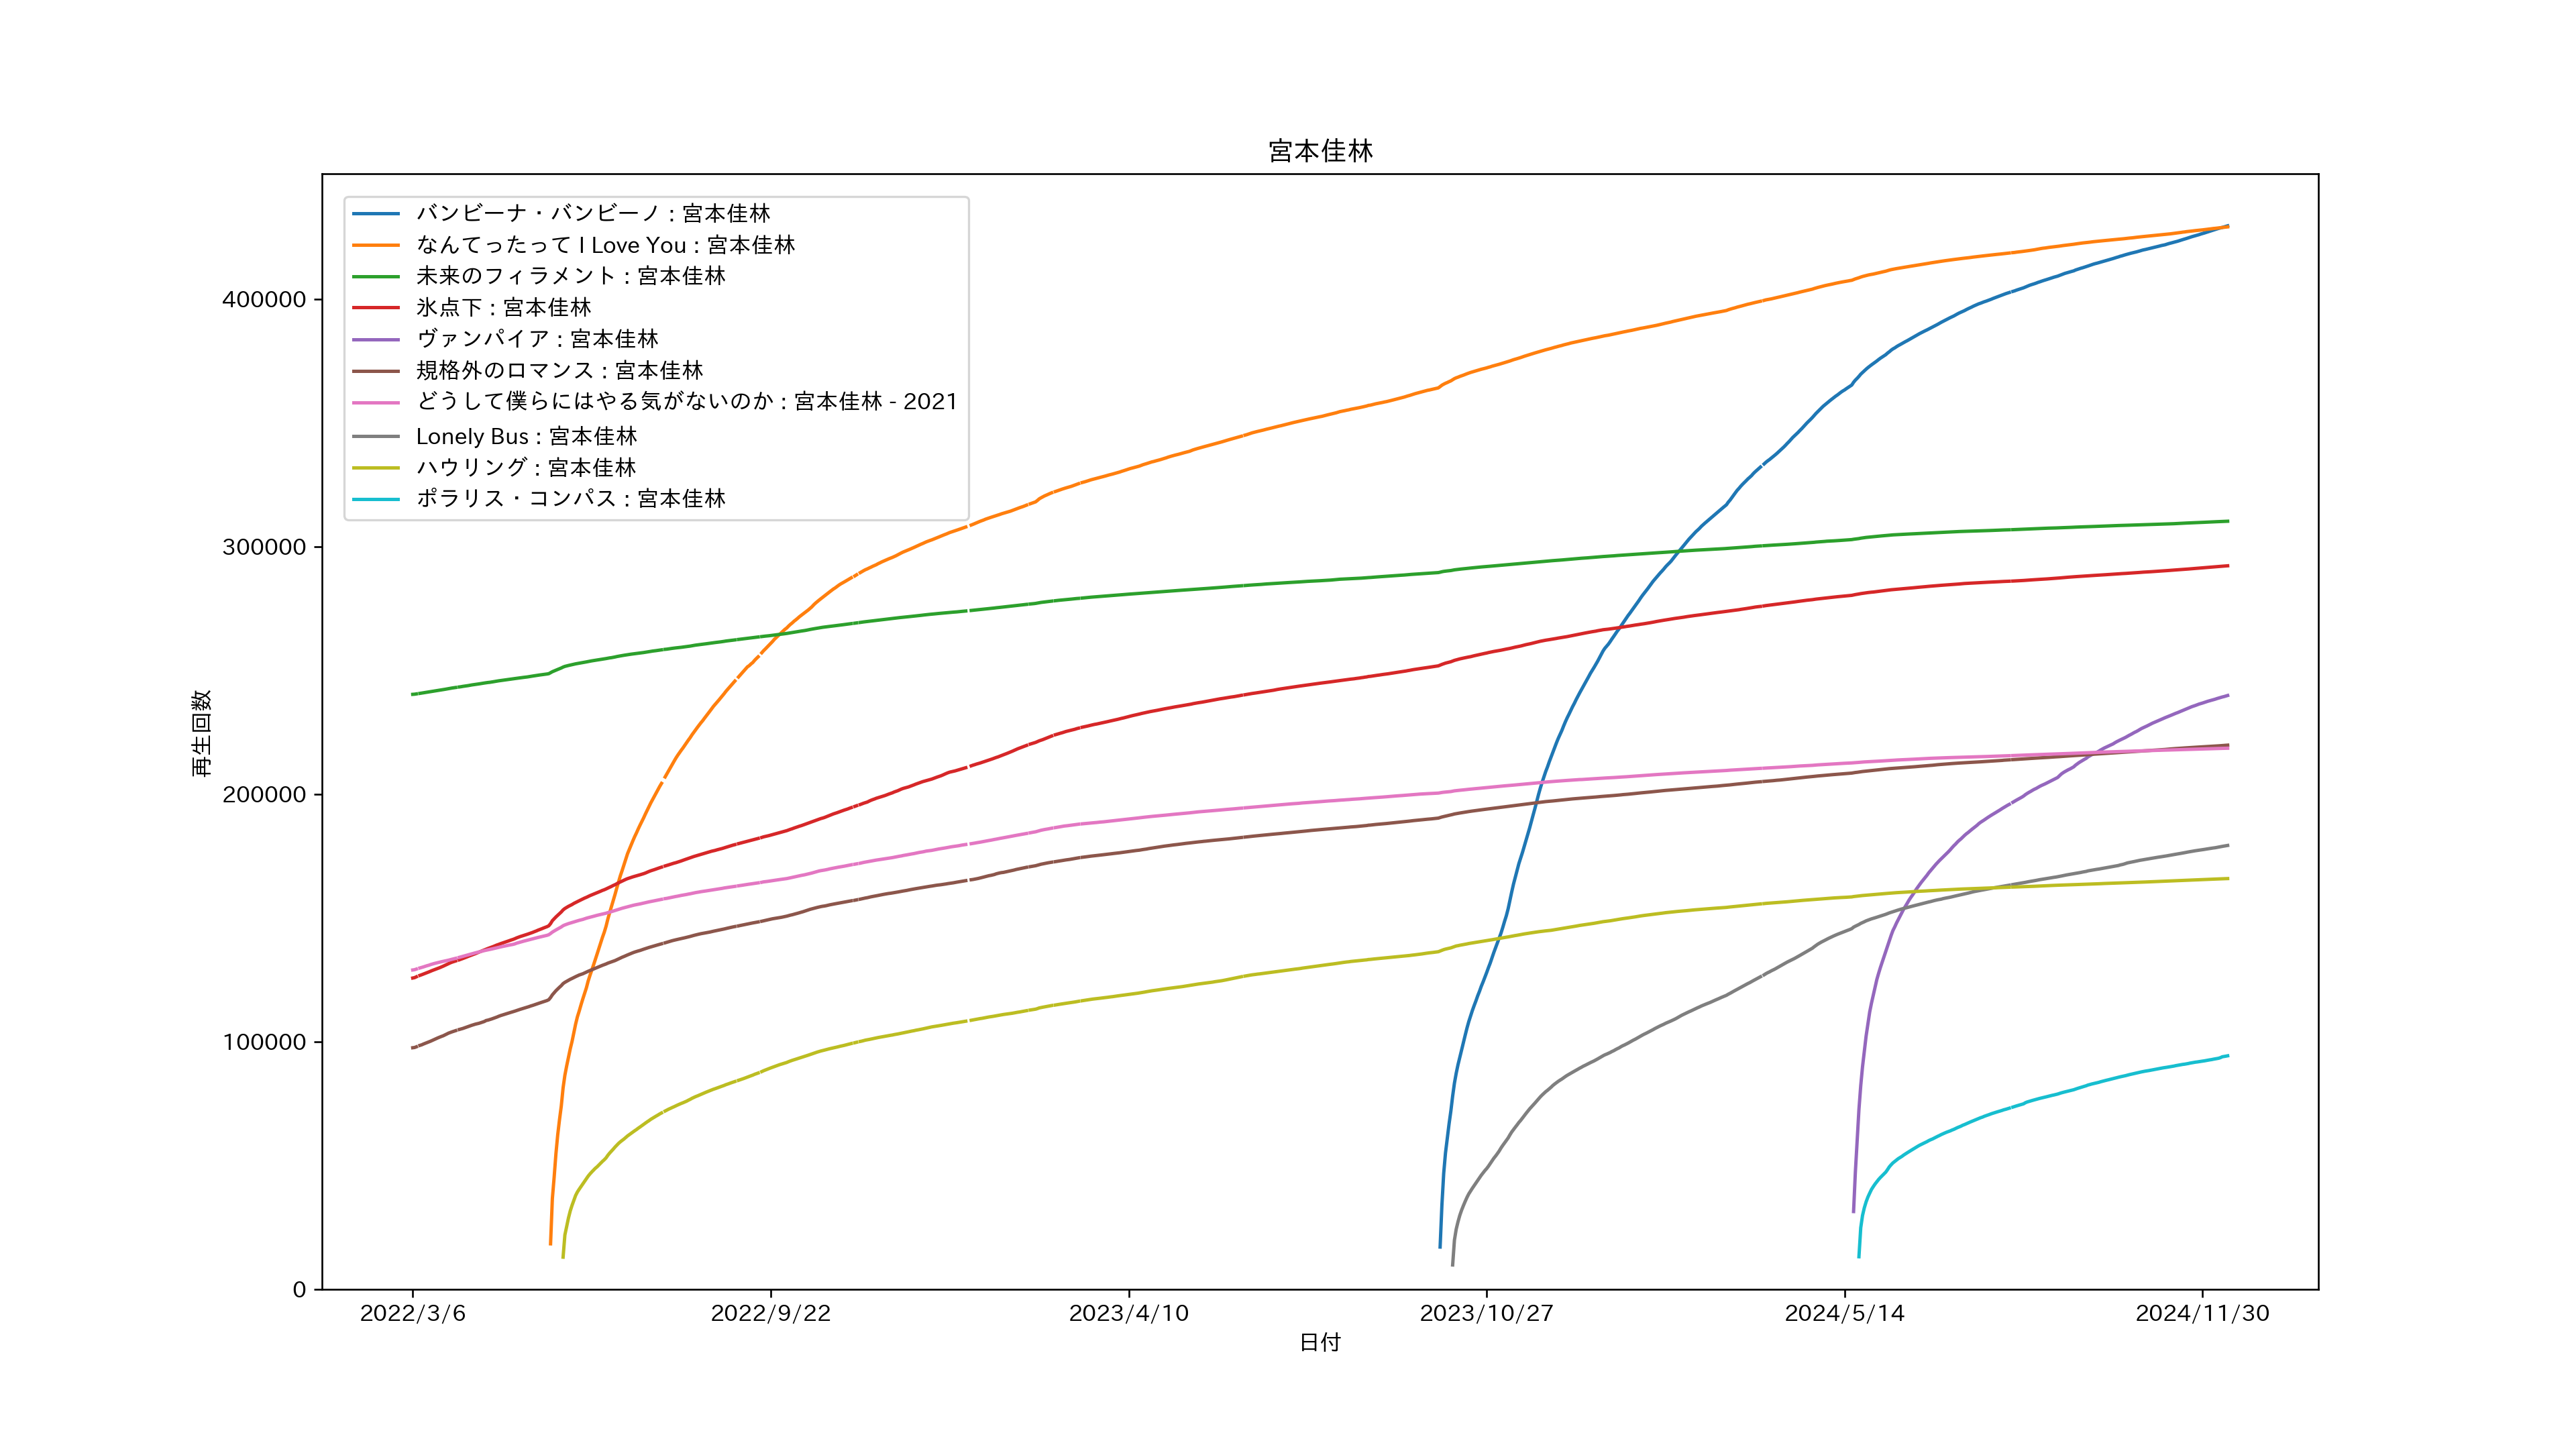 宮本佳林
バンビーナ・バンビーノ : 宮本佳林
なんてったって I Love You : 宮本佳林
未来のフィラメント : 宮本佳林
氷点下 : 宮本佳林
ヴァンパイア : 宮本佳林
規格外のロマンス : 宮本佳林
どうして僕らにはやる気がないのか : 宮本佳林 - 2021
Lonely Bus : 宮本佳林
ハウリング : 宮本佳林
ポラリス・コンパス : 宮本佳林
再生回数
400000
300000
200000
100000
0
2022/3/6 2022/9/22 2023/4/10 2023/10/27 2024/5/14 2024/11/30
日付